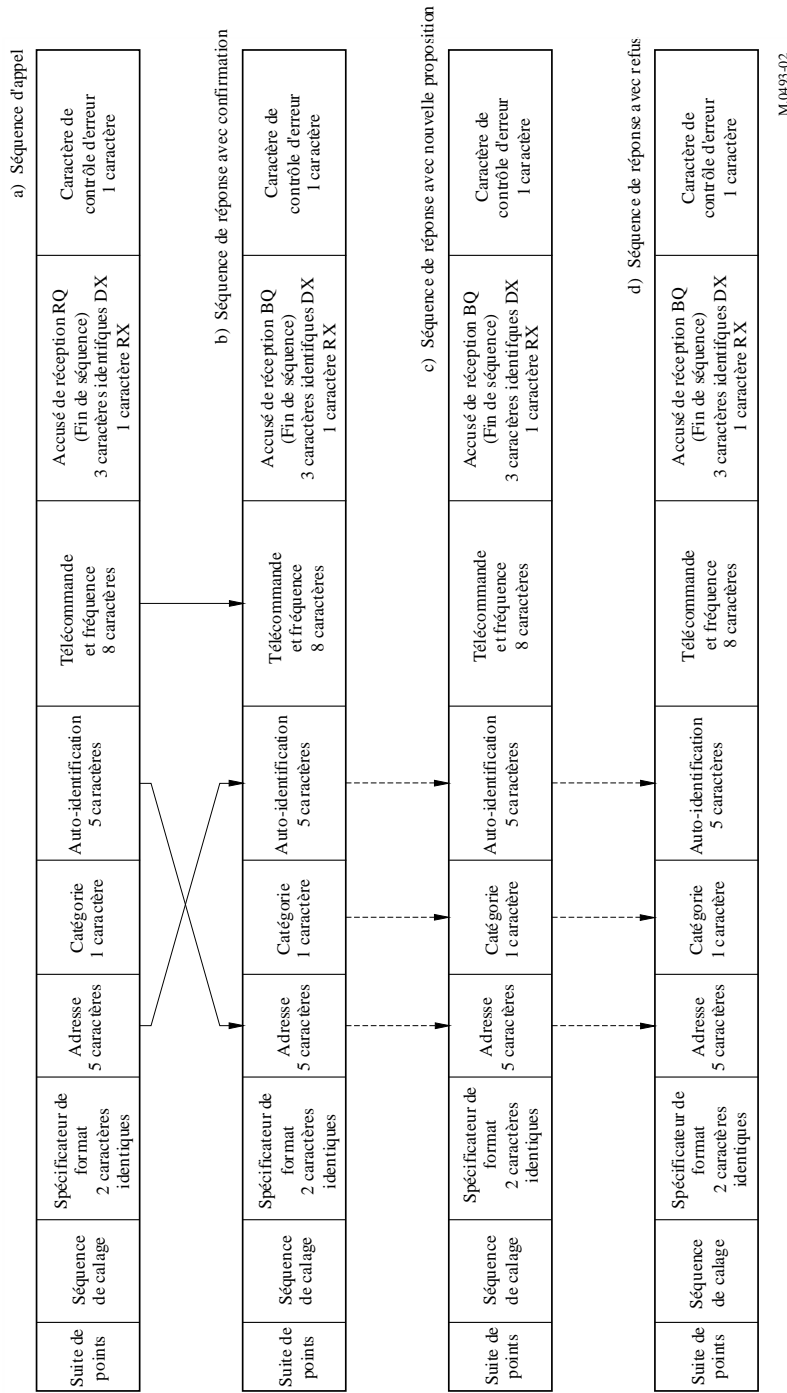 a) Séquence d'appel
Suite de
points
Séquence
de calage
Spécificateur de
format
2 caractères
identiques
Adresse
5 caractères
Catégorie
1 caractère
Auto-identification
5 caractères
Télécommande
et fréquence
8 caractères
Accusé de réception RQ
(Fin de séquence)
3 caractères identifques DX
1 caractère RX
Caractère de
contrôle d'erreur
1 caractère
b) Séquence de réponse avec confirmation
Suite de
points
Séquence
de calage
Spécificateur de
format
2 caractères
identiques
Adresse
5 caractères
Catégorie
1 caractère
Auto-identification
5 caractères
Télécommande
et fréquence
8 caractères
Accusé de réception BQ
(Fin de séquence)
3 caractères identifques DX
1 caractère RX
Caractère de
contrôle d'erreur
1 caractère
c) Séquence de réponse avec nouvelle proposition
Suite de
points
Séquence
de calage
Spécificateur de
format
2 caractères
identiques
Adresse
5 caractères
Catégorie
1 caractère
Auto-identification
5 caractères
Télécommande
et fréquence
8 caractères
Accusé de réception BQ
(Fin de séquence)
3 caractères identifques DX
1 caractère RX
Caractère de
contrôle d'erreur
1 caractère
d) Séquence de réponse avec refus
Suite de
points
Séquence
de calage
Spécificateur de
format
2 caractères
identiques
Adresse
5 caractères
Catégorie
1 caractère
Auto-identification
5 caractères
Télécommande
et fréquence
8 caractères
Accusé de réception BQ
(Fin de séquence)
3 caractères identifques DX
1 caractère RX
Caractère de
contrôle d'erreur
1 caractère
M.0493-02